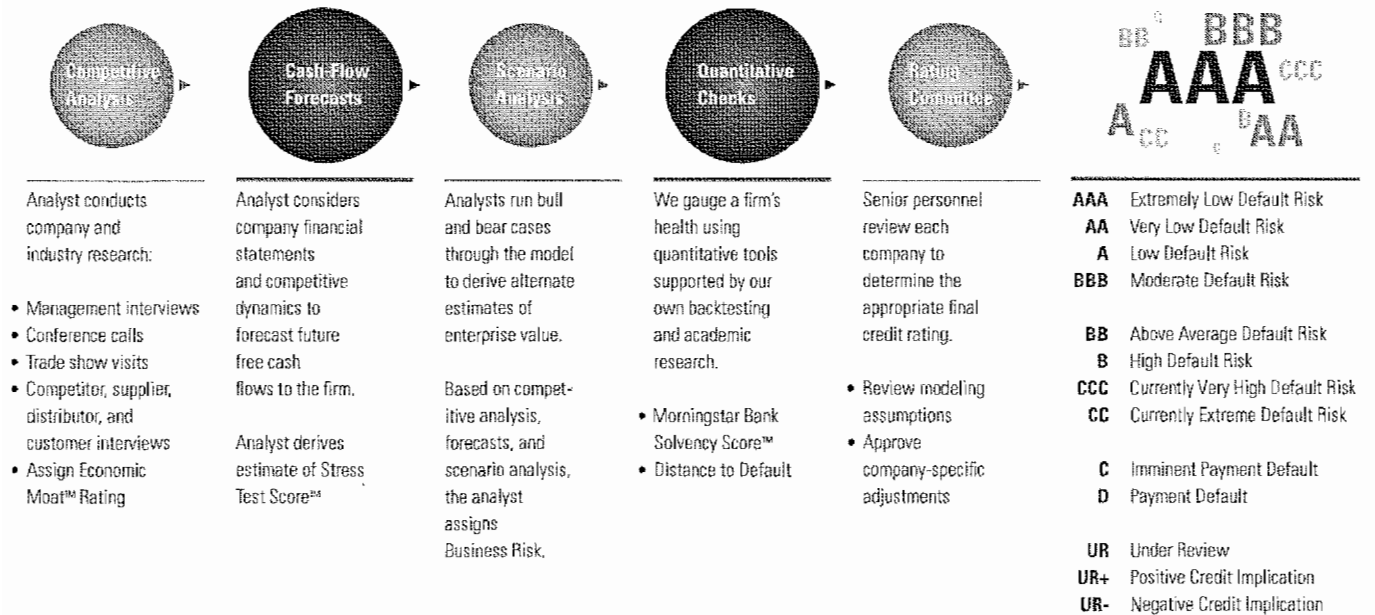 Competitive
Analysis
Cash-Flow
Forecasts
Scenario
Analysis
Quantitative
Checks
Rating
Committee
C
BB
BBB
AAA
CCC
A
CC
B
AA
C
Analyst conducts
company and
industry research:
• Management interviews
• Conference calls
• Trade show visits
• Competitor, supplier,
distributor, and
customer interviews
• Assign Economic
Moat™ Rating
Analyst considers
company financial
statements
and competitive
dynamics to
forecast future
free cash
flows to the firm.
Analyst derives
estimate of Stress
Test Score℠
Analysts run bull
and bear cases
through the model
to derive alternate
estimates of
enterprise value.
Based on compet-
itive analysis,
forecasts, and
scenario analysis,
the analyst
assigns
Business Risk.
We gauge a firm's
health using
quantitative tools
supported by our
own backtesting
and academic
research.
• Morningstar Bank
Solvency Score™
• Distance to Default
Senior personnel
review each
company to
determine the
appropriate final
credit rating.
• Review modeling
assumptions
• Approve
company-specific
adjustments
AAA Extremely Low Default Risk
AA Very Low Default Risk
A Low Default Risk
BBB Moderate Default Risk
BB Above Average Default Risk
B High Default Risk
CCC Currently Very High Default Risk
CC Currently Extreme Default Risk
C Imminent Payment Default
D Payment Default
UR Under Review
UR+ Positive Credit Implication
UR- Negative Credit Implication